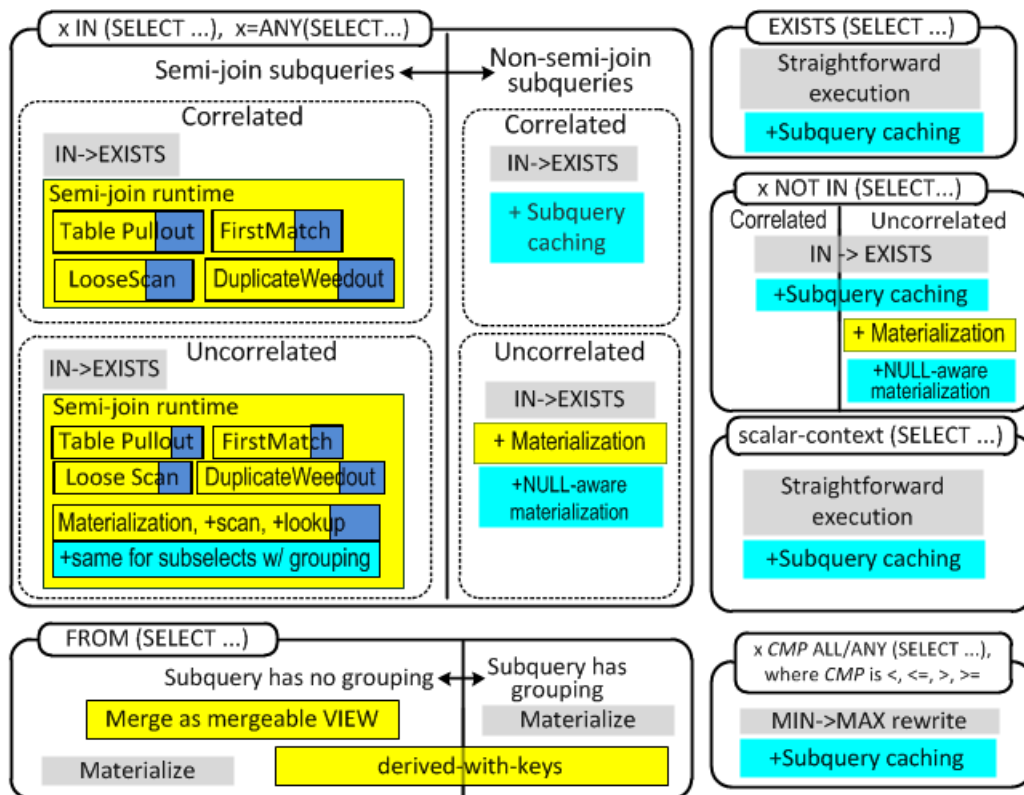 x IN (SELECT ...), x=ANY(SELECT...)
Semi-join subqueries
Non-semi-join
subqueries
Correlated
IN->EXISTS
Semi-join runtime
Table Pullout
FirstMatch
LooseScan
DuplicateWeedout
Correlated
IN->EXISTS
+ Subquery
caching
Uncorrelated
IN->EXISTS
Semi-join runtime
Table Pullout
FirstMatch
Loose Scan
DuplicateWeedout
Materialization, +scan, +lookup
+same for subselects w/ grouping
Uncorrelated
IN->EXISTS
+ Materialization
+NULL-aware
materialization
EXISTS (SELECT ...)
Straightforward
execution
+Subquery caching
x NOT IN (SELECT...)
Correlated
Uncorrelated
IN -> EXISTS
+Subquery caching
+ Materialization
+NULL-aware
materialization
scalar-context (SELECT ...)
Straightforward
execution
+Subquery caching
FROM (SELECT ...)
Subquery has no grouping
Subquery has
grouping
Merge as mergeable VIEW
Materialize
Materialize
derived-with-keys
x CMP ALL/ANY (SELECT ...),
where CMP is <, <=, >, >=
MIN->MAX rewrite
+Subquery caching